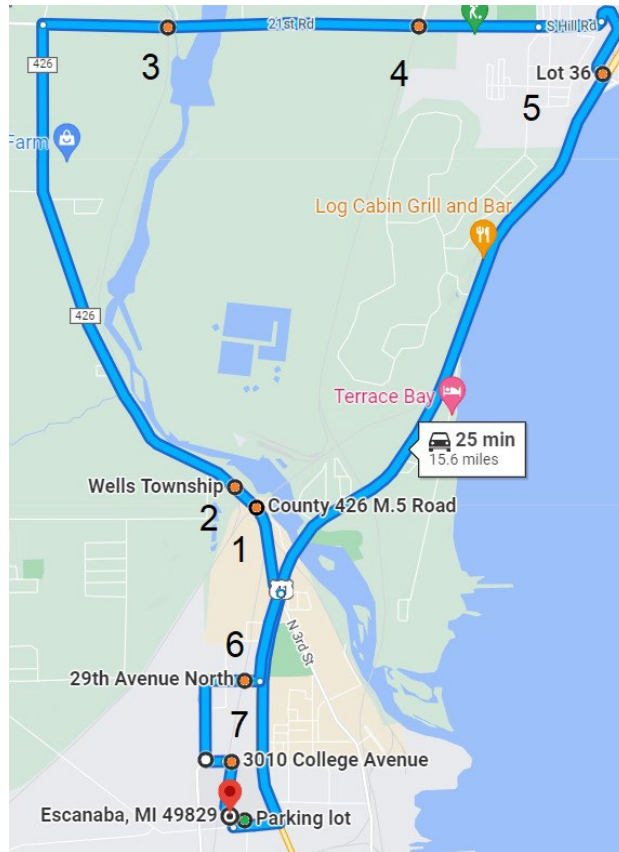 21st Rd
S Hill Rd
426
3
4
5
Lot 36
Farm
Log Cabin Grill and Bar
426
Terrace Bay
25 min
15.6 miles
Wells Township
County 426 M.5 Road
2
1
41
N 3rd St
6
29th Avenue North
7
3010 College Avenue
Escanaba, MI 49829
Parking lot